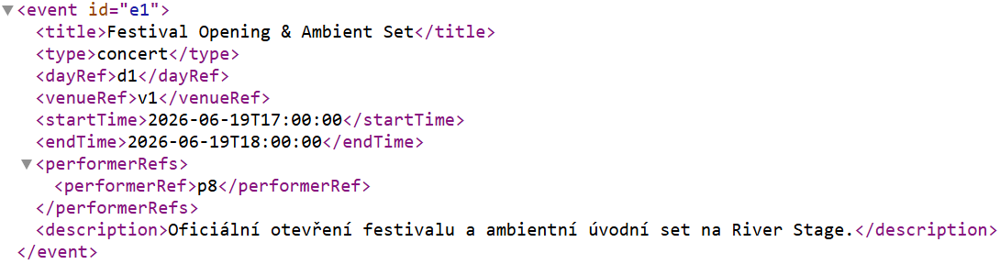 <event id="e1">
<title>Festival Opening & Ambient Set</title>
<type>concert</type>
<dayRef>d1</dayRef>
<venueRef>v1</venueRef>
<startTime>2026-06-19T17:00:00</startTime>
<endTime>2026-06-19T18:00:00</endTime>
<performerRefs>
<performerRef>p8</performerRef>
</performerRefs>
<description>Oficiální otevření festivalu a ambientní úvodní set na River Stage.</description>
</event>